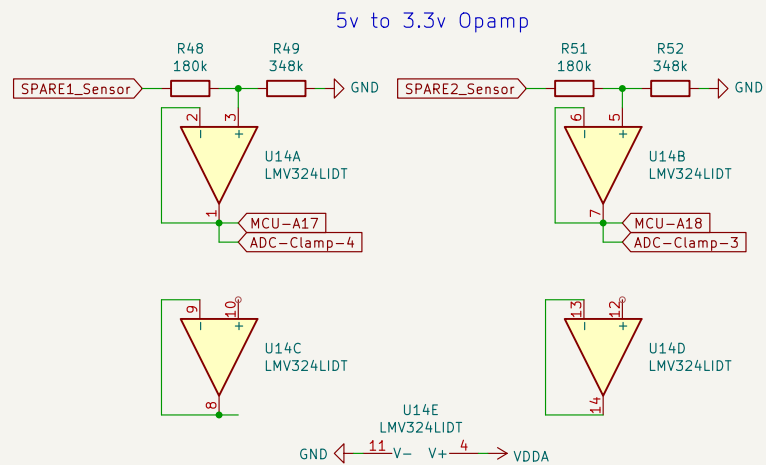 5v to 3.3v Opamp
R48
180k
R49
348k
SPARE1_Sensor
GND
2
3
U14A
LMV324LIDT
1
MCU-A17
ADC-Clamp-4
R51
180k
R52
348k
SPARE2_Sensor
GND
6
5
U14B
LMV324LIDT
7
MCU-A18
ADC-Clamp-3
9
10
U14C
LMV324LIDT
8
13
12
U14D
LMV324LIDT
14
U14E
LMV324LIDT
GND 11 V- V+ 4 VDDA